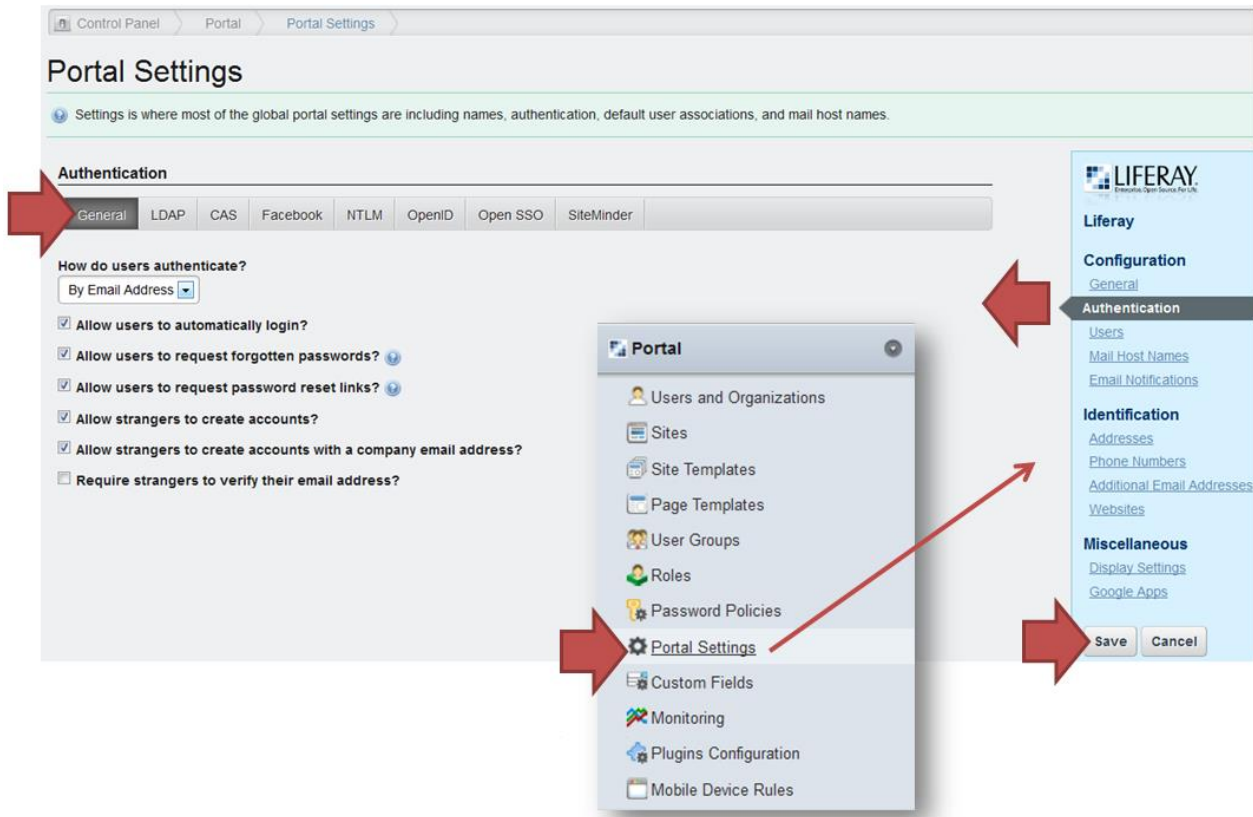 Control Panel Portal Portal Settings
Portal Settings
Settings is where most of the global portal settings are including names, authentication, default user associations, and mail host names.
Authentication
General LDAP CAS Facebook NTLM OpenID Open SSO SiteMinder
How do users authenticate?
By Email Address
Allow users to automatically login?
Allow users to request forgotten passwords?
Allow users to request password reset links?
Allow strangers to create accounts?
Allow strangers to create accounts with a company email address?
Require strangers to verify their email address?
Portal
Users and Organizations
Sites
Site Templates
Page Templates
User Groups
Roles
Password Policies
Portal Settings
Custom Fields
Monitoring
Plugins Configuration
Mobile Device Rules
LIFERAY.
Enterprise. Open Source. For Life.
Liferay
Configuration
General
Authentication
Users
Mail Host Names
Email Notifications
Identification
Addresses
Phone Numbers
Additional Email Addresses
Websites
Miscellaneous
Display Settings
Google Apps
Save Cancel